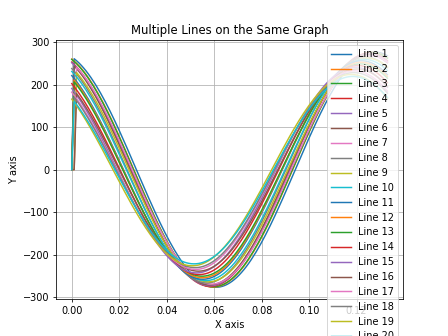 Multiple Lines on the Same Graph
300
200
100
0
−100
−200
−300
Y axis
0.00
0.02
0.04
0.06
0.08
0.10
X axis
Line 1
Line 2
Line 3
Line 4
Line 5
Line 6
Line 7
Line 8
Line 9
Line 10
Line 11
Line 12
Line 13
Line 14
Line 15
Line 16
Line 17
Line 18
Line 19
Line 20